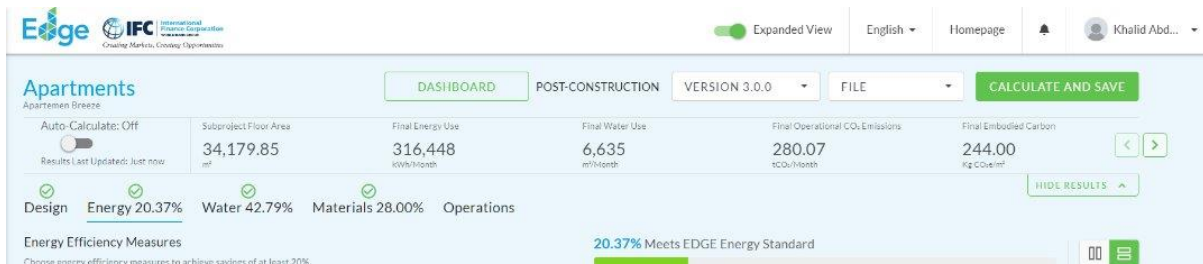 Edge IFC International
Finance Corporation
WORLD BANK GROUP
Creating Markets, Creating Opportunities
Expanded View
English
Homepage
Khalid Abd...
Apartments
Apartemen Breeze
DASHBOARD
POST-CONSTRUCTION
VERSION 3.0.0
FILE
CALCULATE AND SAVE
Auto-Calculate: Off
Results Last Updated: Just now
Subproject Floor Area
34,179.85
m²
Final Energy Use
316,448
kWh/Month
Final Water Use
6,635
m³/Month
Final Operational CO₂ Emissions
280.07
tCO₂/Month
Final Embodied Carbon
244.00
Kg CO₂e/m²
HIDE RESULTS
Design Energy 20.37% Water 42.79% Materials 28.00% Operations
Energy Efficiency Measures
Choose energy efficiency measures to achieve savings of at least 20%
20.37% Meets EDGE Energy Standard